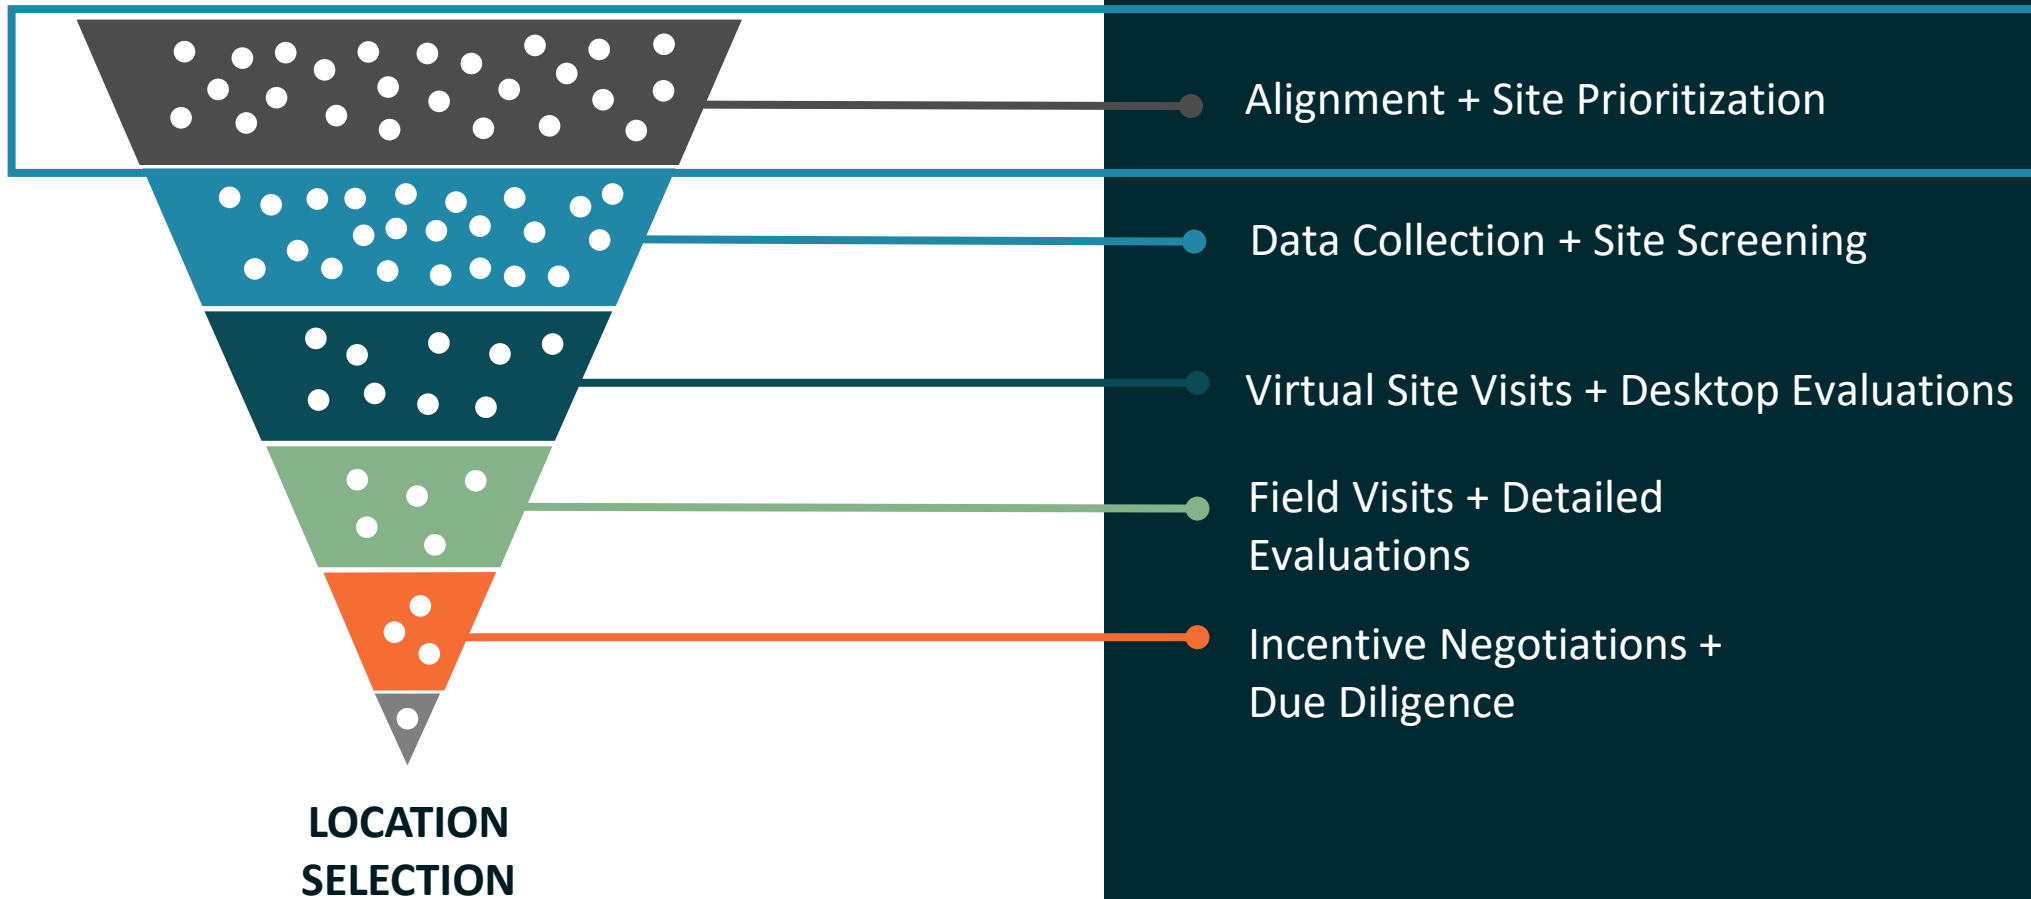 Alignment + Site Prioritization
Data Collection + Site Screening
Virtual Site Visits + Desktop Evaluations
Field Visits + Detailed
Evaluations
Incentive Negotiations +
Due Diligence
LOCATION
SELECTION